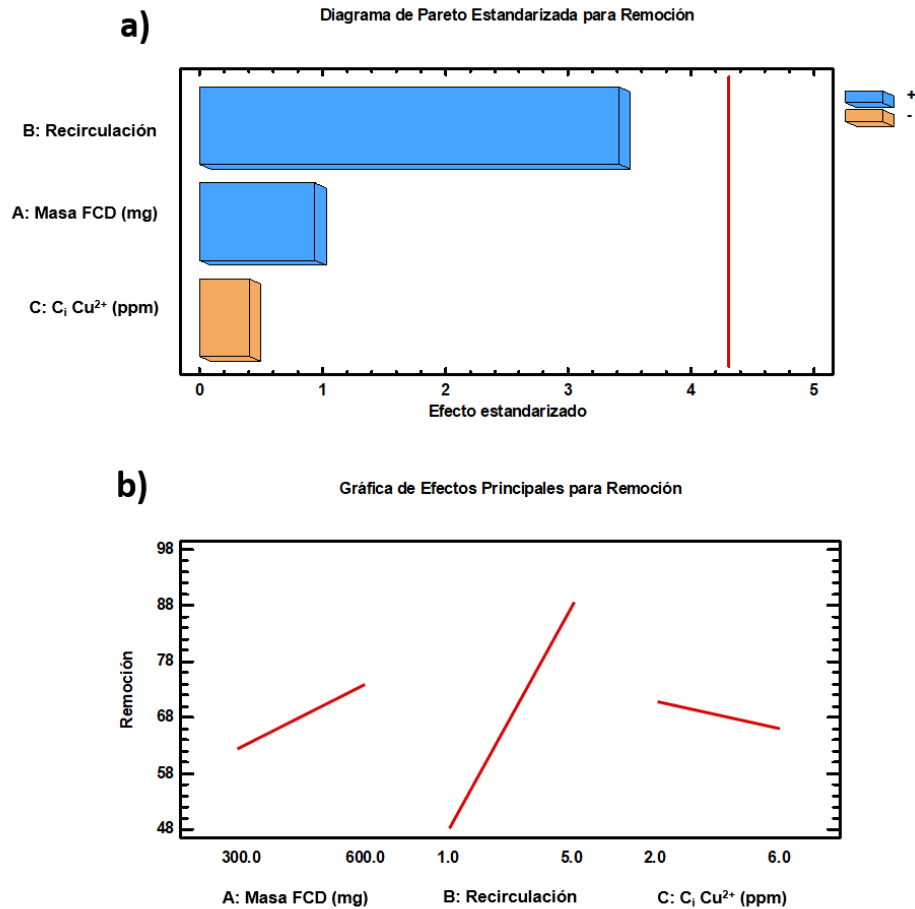 a)
Diagrama de Pareto Estandarizada para Remoción
B: Recirculación
A: Masa FCD (mg)
C: Cᵢ Cu²⁺ (ppm)
+
-
0 1 2 3 4 5
Efecto estandarizado
b)
Gráfica de Efectos Principales para Remoción
98
88
78
68
58
48
Remoción
300.0 600.0 1.0 5.0 2.0 6.0
A: Masa FCD (mg) B: Recirculación C: Cᵢ Cu²⁺ (ppm)